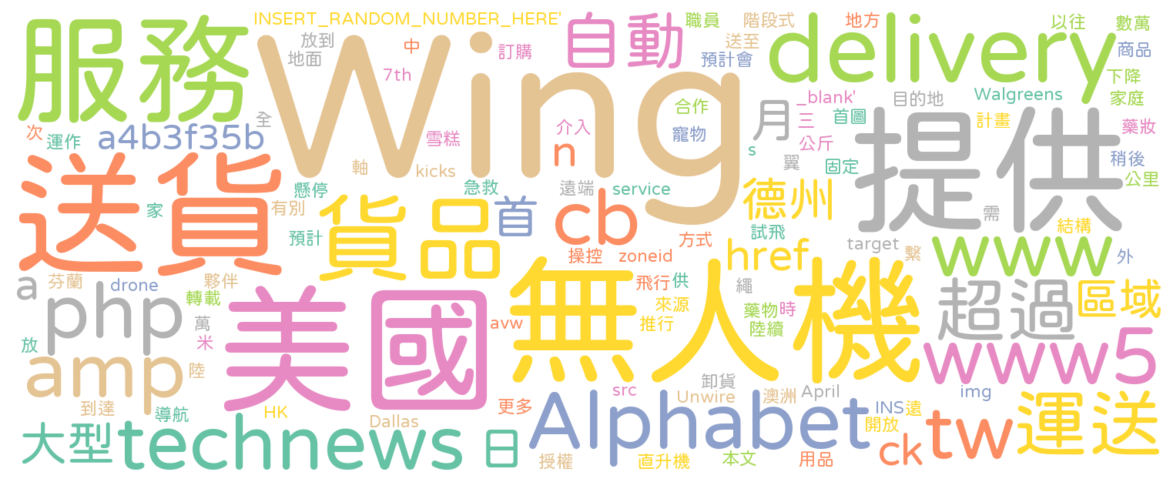 INSERT_RANDOM_NUMBER_HERE'
服務
Wing
自動
delivery
職員
階段式
地方
以往
數萬
放到
地面
中
訂購
送至
預計會
商品
7th
_blank'
目的地
Walgreens
下降
家庭
次
運作
a4b3f35b
全
雪糕
介入
合作
寵物
月
三
公斤
首圖
計畫
藥妝
提供
送貨
軸
kicks
n
s
翼
固定
稍後
公里
家
有別
懸停
急救
遠端
service
德州
需
結構
預計
貨品
首
cb
試飛
方式
操控
zoneid
href
target
繫
www
外
a
芬蘭
drone
夥伴
轉載
php
萬
米
美國
無人機
飛行
供
來源
推行
繩
藥物
時
陸續
超過
區域
放
amp
陸
avw
www5
到達
導航
HK
Dallas
更多
src
卸貨
Unwire
澳洲
April
INS
遠
img
開放
大型
technews
日
Alphabet
授權
直升機
本文
用品
ck
tw
運送